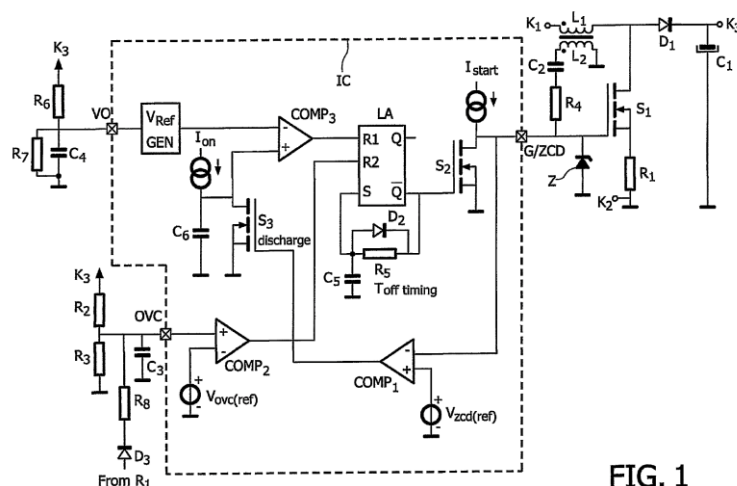 K1
L1
D1
K3
L2
C2
C1
IC
Istart
K3
R6
VO
VRef
GEN
COMP3
LA
Ion
R1
Q
R2
S
Q̅
S2
G/ZCD
R4
S1
R7
C4
C6
S3
discharge
D2
R5
C5
Toff timing
Z
R1
K2
K3
R2
OVC
R3
C3
COMP2
COMP1
Vovc(ref)
Vzcd(ref)
R8
D3
From R1
+
-
+
-
+
-
+
-
-
+
-
+
FIG. 1